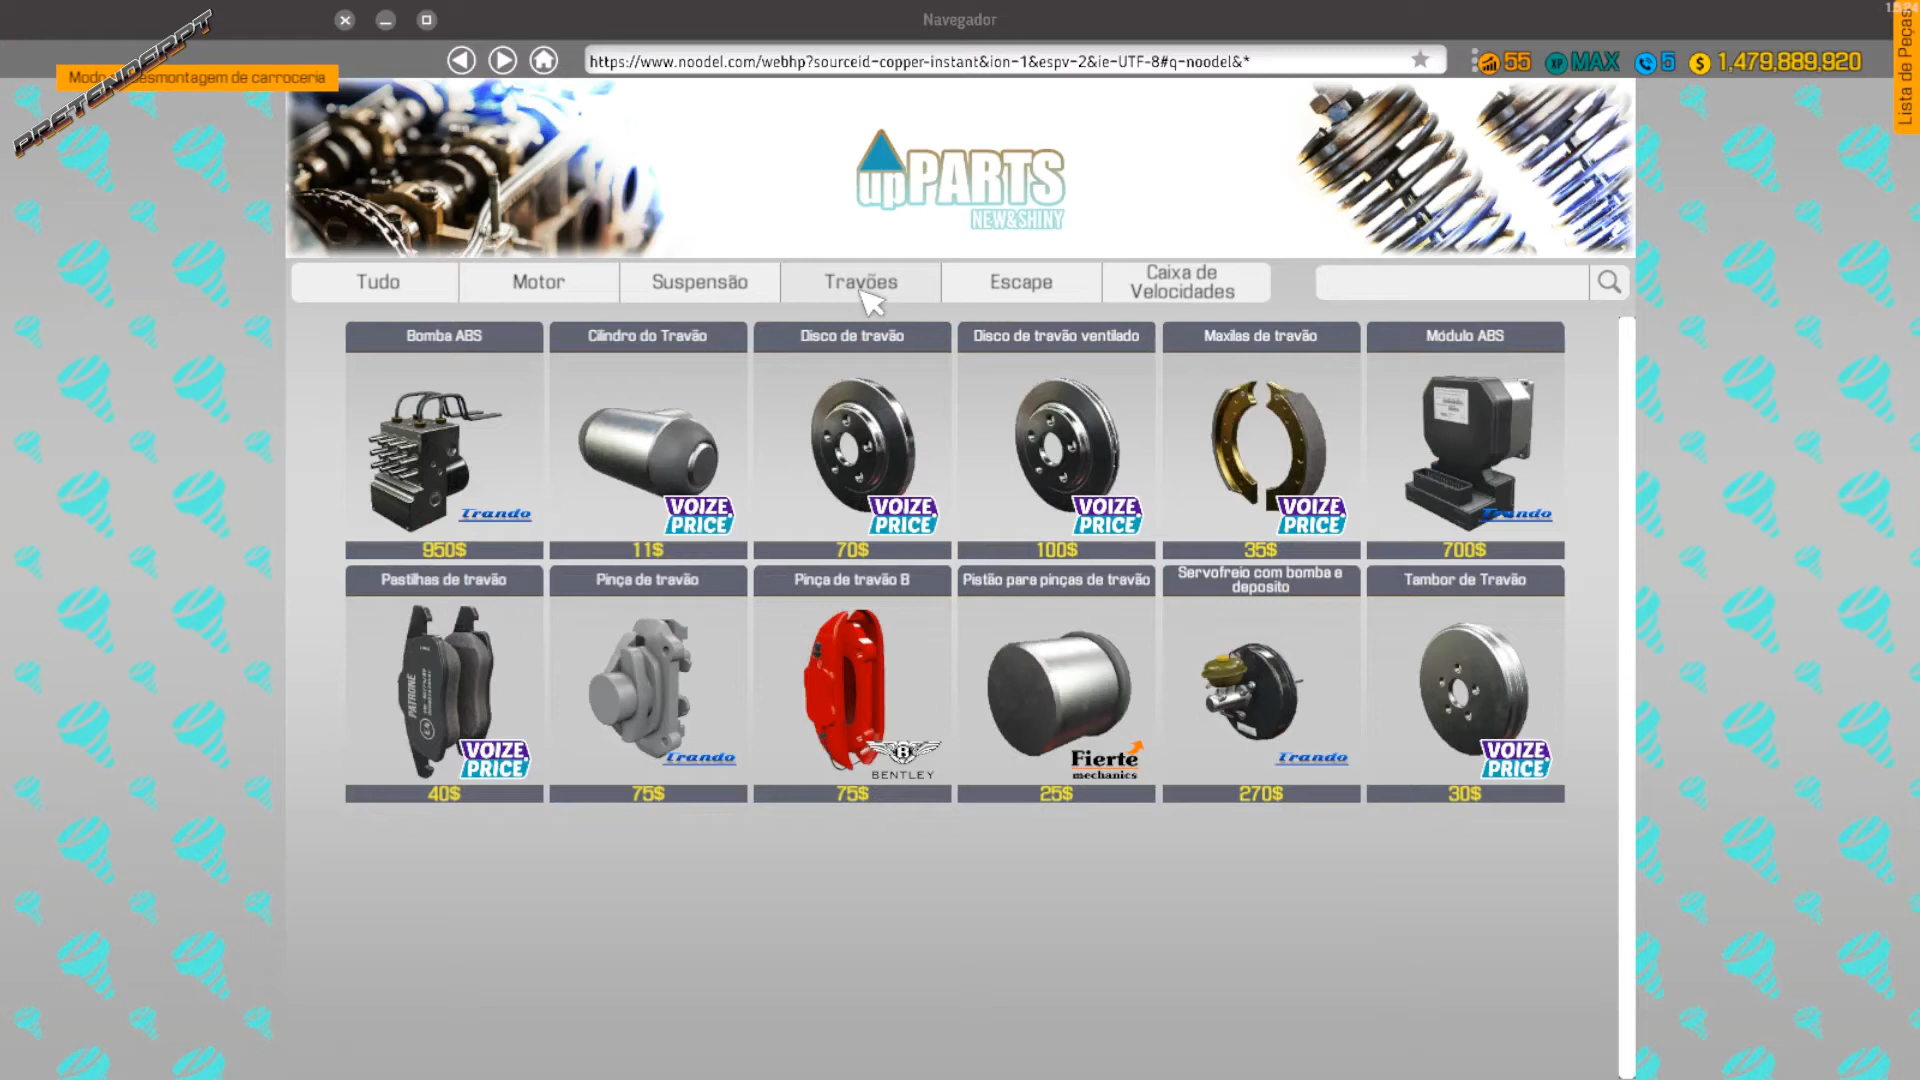 Navegador
https://www.noodel.com/webhp?sourceid-copper-instant&ion-1&espv-2&ie-UTF-8#q-noodel&*
55
XP MAX
5
$ 1,479,889,920
Lista de Peças
esmontagem de carroceria
PRETENDERPT
upPARTS
NEW&SHINY
Tudo
Motor
Suspensão
Travões
Escape
Caixa de
Velocidades
Bomba ABS
Cilindro do Travão
Disco de travão
Disco de travão ventilado
Maxilas de travão
Módulo ABS
Trando
VOIZE
PRICE
VOIZE
PRICE
VOIZE
PRICE
VOIZE
PRICE
Trando
950$
11$
70$
100$
35$
700$
Pastilhas de travão
Pinça de travão
Pinça de travão B
Pistão para pinças de travão
Servofreio com bomba e
deposito
Tambor de Travão
PATRONE
VOIZE
PRICE
Trando
B
BENTLEY
Fierte
mechanics
Trando
VOIZE
PRICE
40$
75$
75$
25$
270$
30$